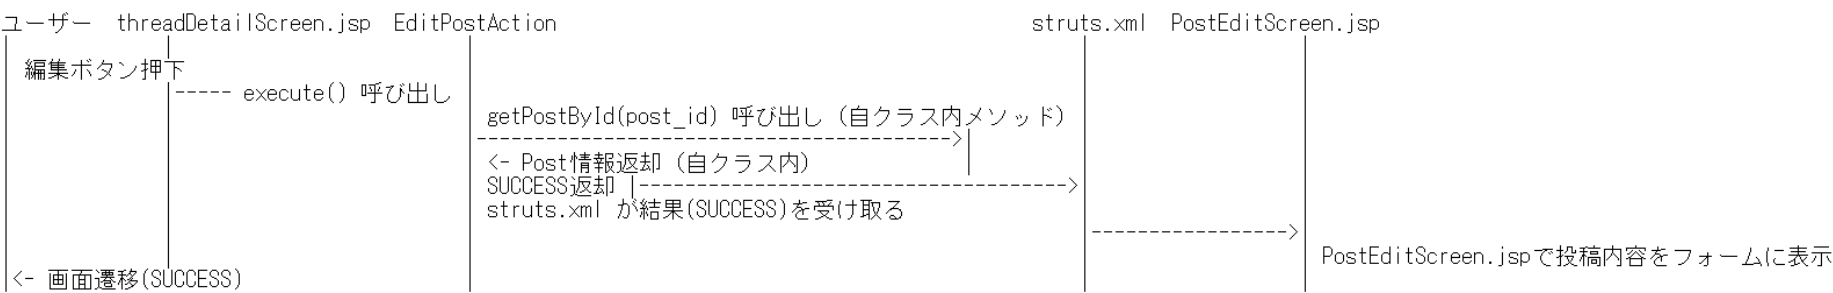 ユーザー threadDetailScreen.jsp EditPostAction struts.xml PostEditScreen.jsp
編集ボタン押下
----- execute() 呼び出し
getPostById(post_id) 呼び出し (自クラス内メソッド)
----------------------------------------->|
<- Post情報返却 (自クラス内)
SUCCESS返却 |------------------------------------->
struts.xml が結果(SUCCESS)を受け取る
----------------->
PostEditScreen.jspで投稿内容をフォームに表示
<- 画面遷移(SUCCESS)